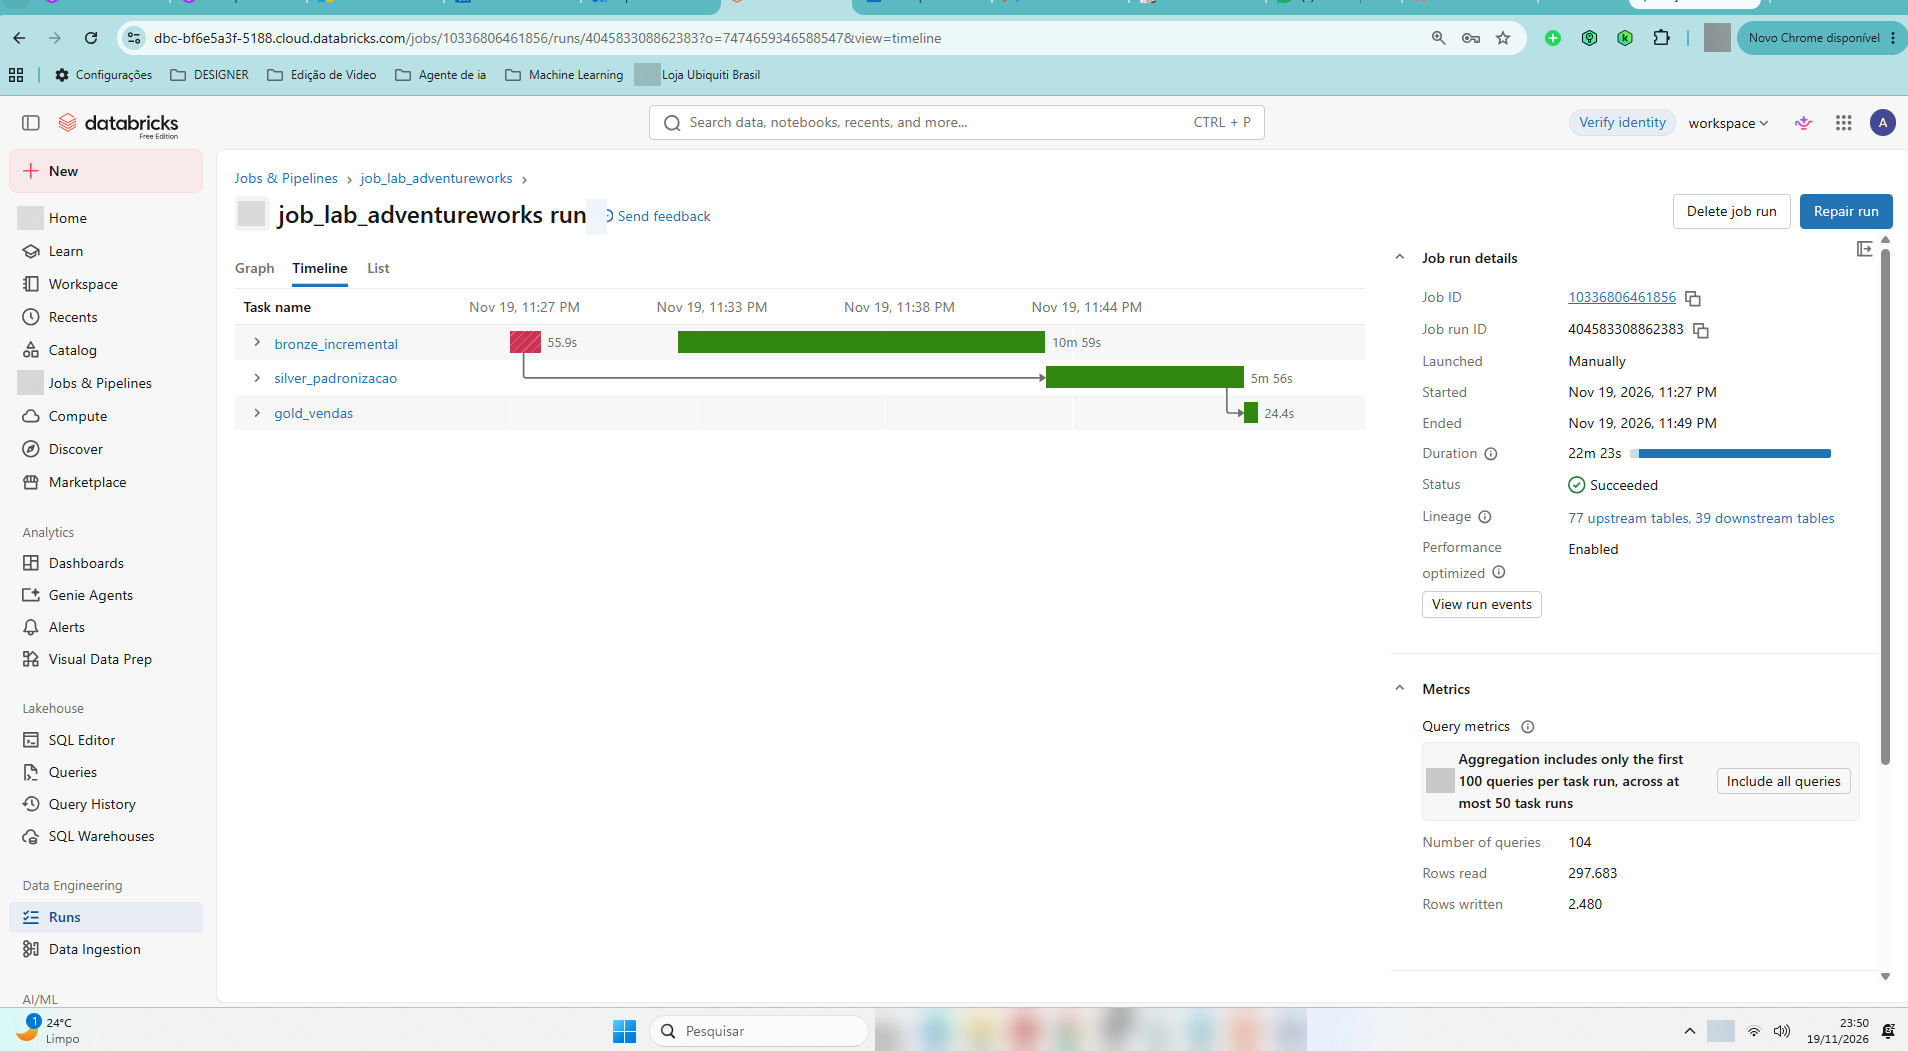 dbc-bf6e5a3f-5188.cloud.databricks.com/jobs/10336806461856/runs/404583308862383?o=7474659346588547&view=timeline
Novo Chrome disponível
Configurações
DESIGNER
Edição de Video
Agente de ia
Machine Learning
Loja Ubiquiti Brasil
databricks
Free Edition
Search data, notebooks, recents, and more...
CTRL + P
Verify identity
workspace
A
New
Home
Learn
Workspace
Recents
Catalog
Jobs & Pipelines
Compute
Discover
Marketplace
Analytics
Dashboards
Genie Agents
Alerts
Visual Data Prep
Lakehouse
SQL Editor
Queries
Query History
SQL Warehouses
Data Engineering
Runs
Data Ingestion
AI/ML
Jobs & Pipelines › job_lab_adventureworks ›
job_lab_adventureworks run
Send feedback
Delete job run
Repair run
Graph
Timeline
List
Task name
Nov 19, 11:27 PM
Nov 19, 11:33 PM
Nov 19, 11:38 PM
Nov 19, 11:44 PM
bronze_incremental
55.9s
10m 59s
silver_padronizacao
5m 56s
gold_vendas
24.4s
Job run details
Job ID
10336806461856
Job run ID
404583308862383
Launched
Manually
Started
Nov 19, 2026, 11:27 PM
Ended
Nov 19, 2026, 11:49 PM
Duration
22m 23s
Status
Succeeded
Lineage
77 upstream tables, 39 downstream tables
Performance
optimized
Enabled
View run events
Metrics
Query metrics
Aggregation includes only the first
100 queries per task run, across at
most 50 task runs
Include all queries
Number of queries
104
Rows read
297.683
Rows written
2.480
1
24°C
Limpo
Pesquisar
23:50
19/11/2026